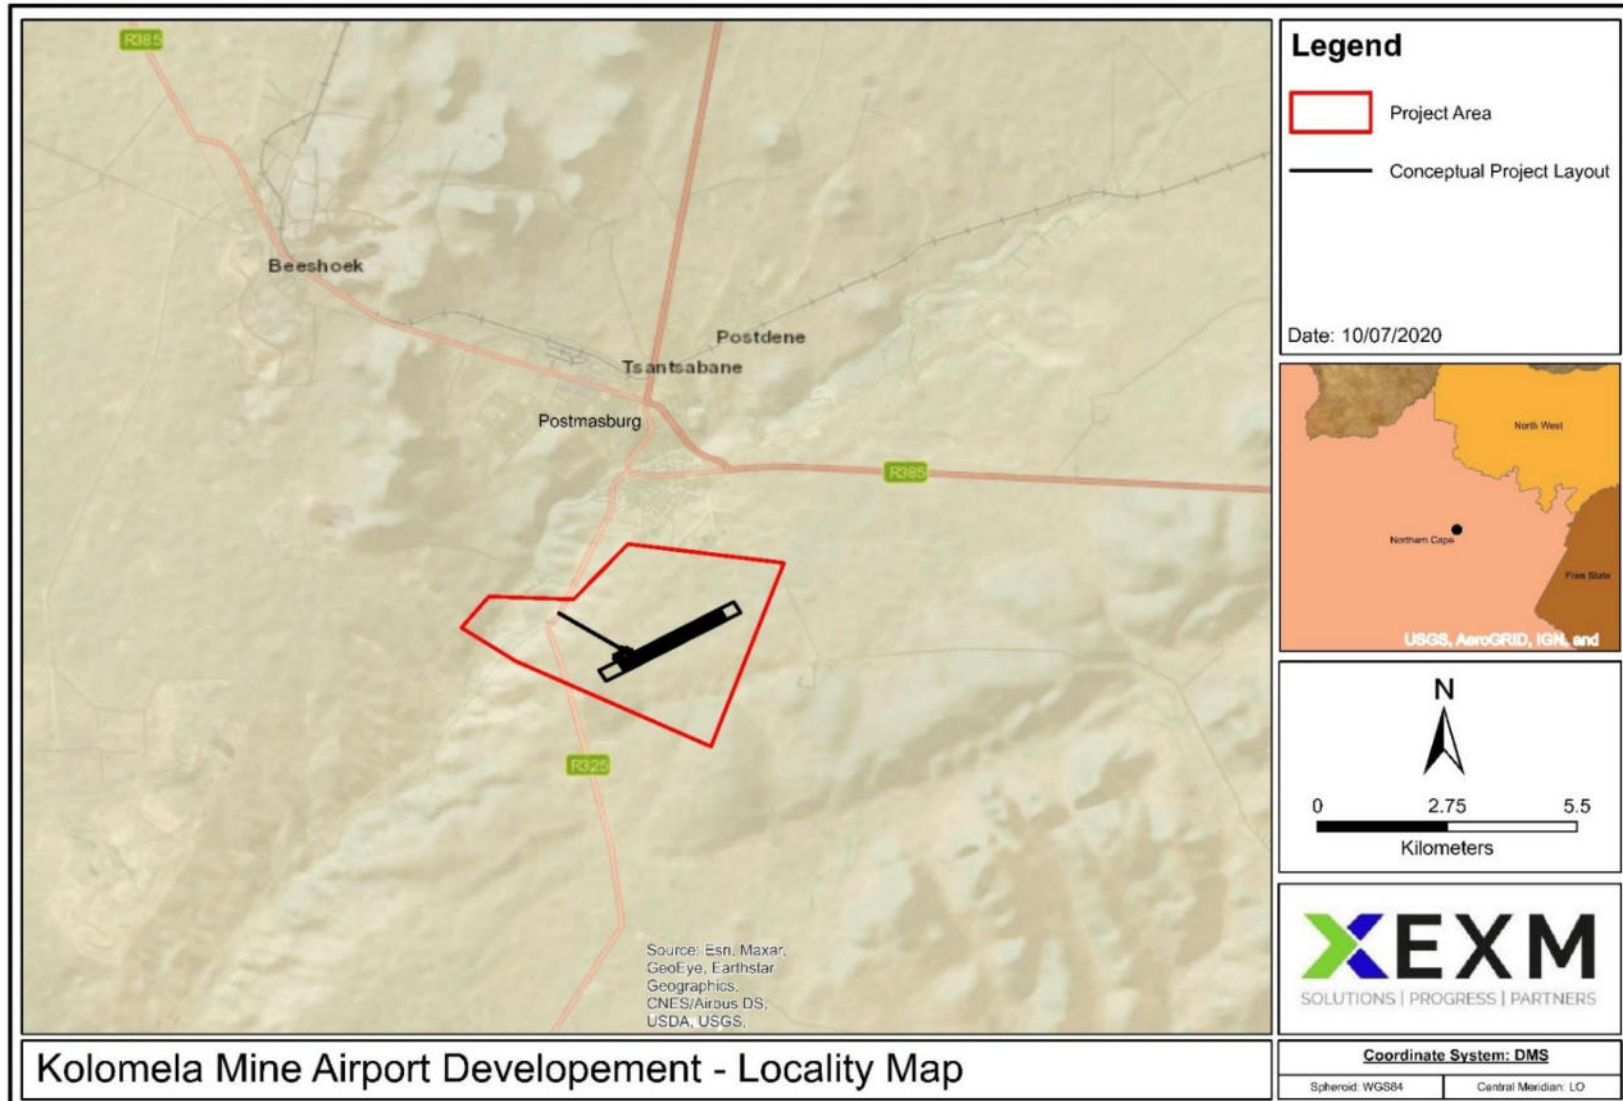 R385
Beeshoek
Postdene
Tsantsabane
Postmasburg
R385
R325
Source: Esri, Maxar,
GeoEye, Earthstar
Geographics,
CNES/Airbus DS,
USDA, USGS,
Kolomela Mine Airport Developement - Locality Map
Legend
Project Area
Conceptual Project Layout
Date: 10/07/2020
North West
Northern Cape
Free State
USGS, AeroGRID, IGN, and
N
0 2.75 5.5
Kilometers
EXM
SOLUTIONS | PROGRESS | PARTNERS
Coordinate System: DMS
Spheroid: WGS84 Central Meridian: LO